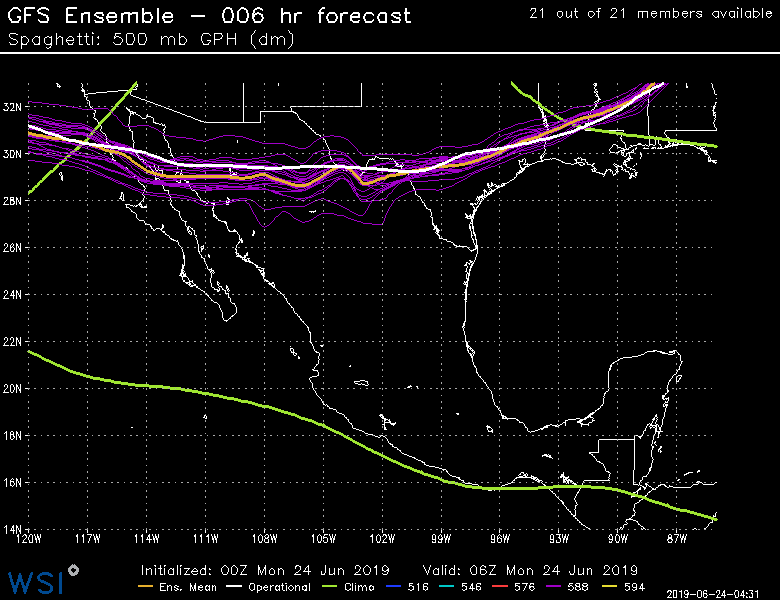 GFS Ensemble – 006 hr forecast
21 out of 21 members available
Spaghetti: 500 mb GPH (dm)
32N
30N
28N
26N
24N
22N
20N
18N
16N
14N
120W 117W 114W 111W 108W 105W 102W 99W 96W 93W 90W 87W
Initialized: 00Z Mon 24 Jun 2019 Valid: 06Z Mon 24 Jun 2019
WSI
Ens. Mean Operational Climo 516 546 576 588 594
2019-06-24-04:31